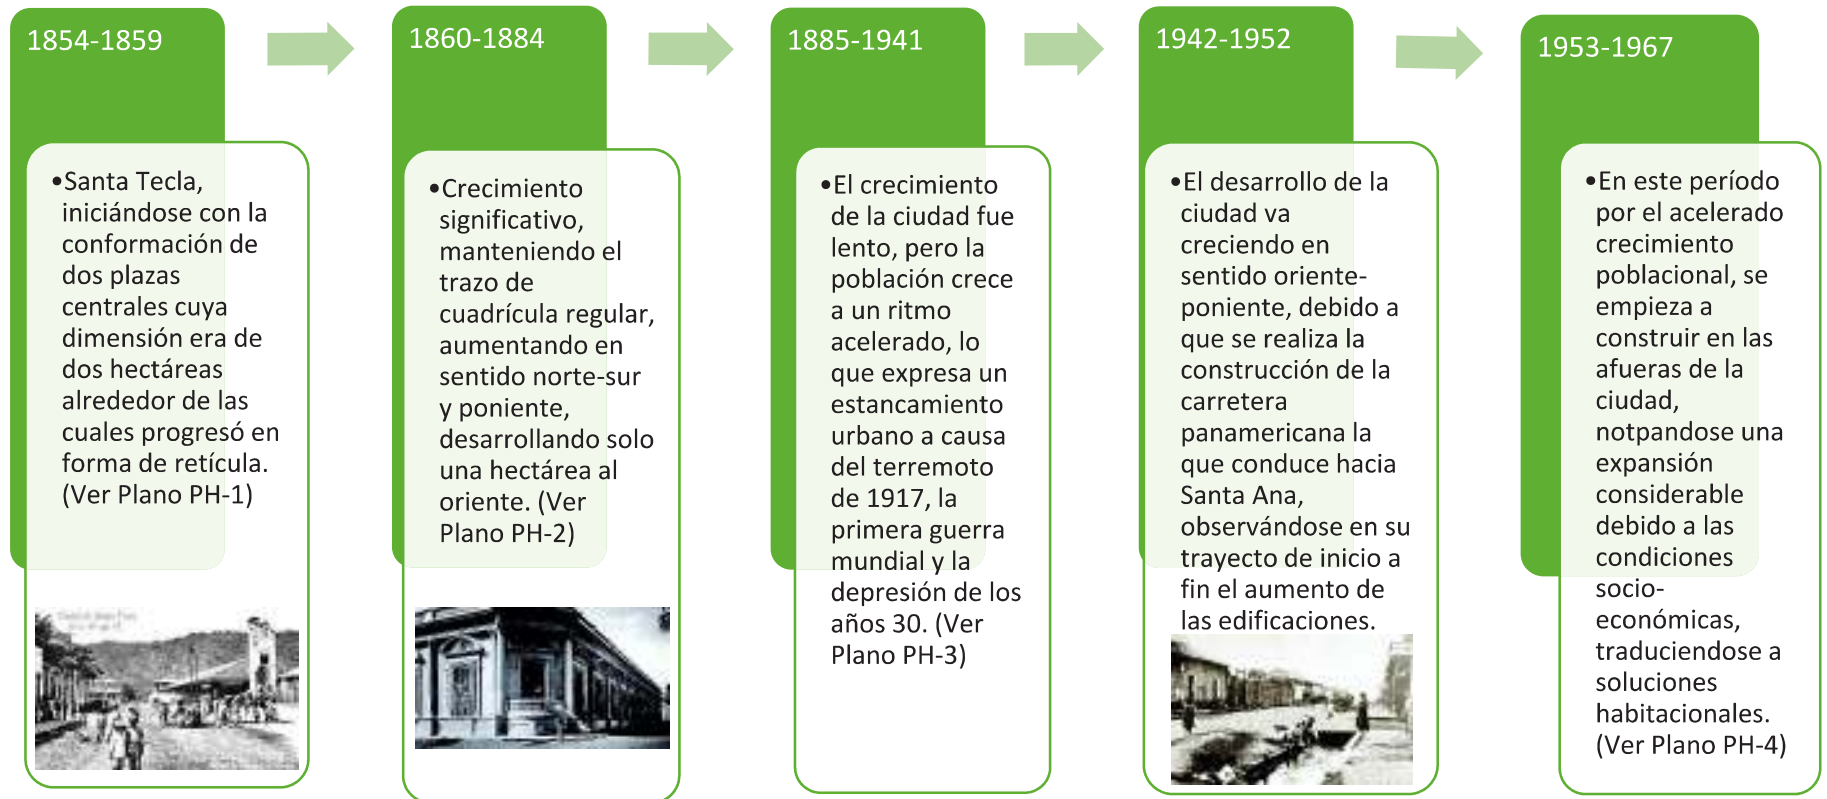 1854-1859
•Santa Tecla,
iniciándose con la
conformación de
dos plazas
centrales cuya
dimensión era de
dos hectáreas
alrededor de las
cuales progresó en
forma de retícula.
(Ver Plano PH-1)
1860-1884
•Crecimiento
significativo,
manteniendo el
trazo de
cuadrícula regular,
aumentando en
sentido norte-sur
y poniente,
desarrollando solo
una hectárea al
oriente. (Ver
Plano PH-2)
1885-1941
•El crecimiento
de la ciudad fue
lento, pero la
población crece
a un ritmo
acelerado, lo
que expresa un
estancamiento
urbano a causa
del terremoto
de 1917, la
primera guerra
mundial y la
depresión de los
años 30. (Ver
Plano PH-3)
1942-1952
•El desarrollo de la
ciudad va
creciendo en
sentido oriente-
poniente, debido a
que se realiza la
construcción de la
carretera
panamericana la
que conduce hacia
Santa Ana,
observándose en su
trayecto de inicio a
fin el aumento de
las edificaciones.
1953-1967
•En este período
por el acelerado
crecimiento
poblacional, se
empieza a
construir en las
afueras de la
ciudad,
notpandose una
expansión
considerable
debido a las
condiciones
socio-
económicas,
traduciendose a
soluciones
habitacionales.
(Ver Plano PH-4)